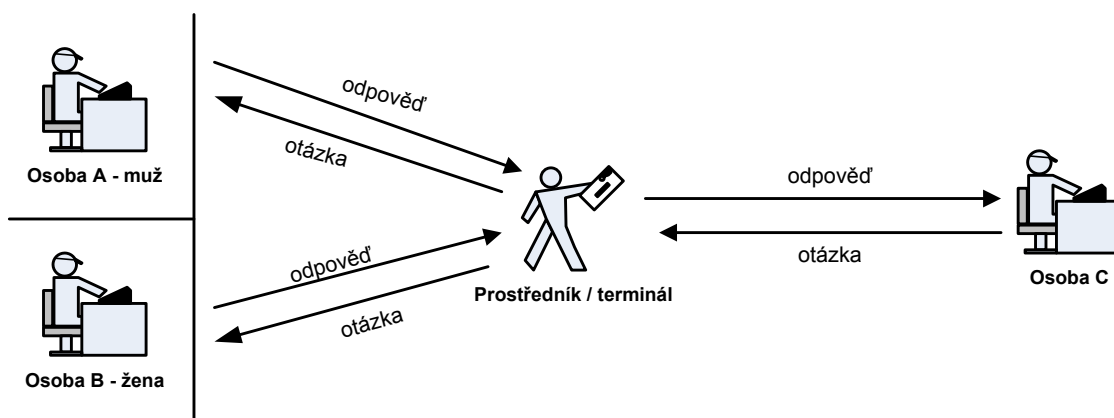 odpověď
otázka
Osoba A - muž
odpověď
otázka
Osoba B - žena
odpověď
otázka
Prostředník / terminál
Osoba C